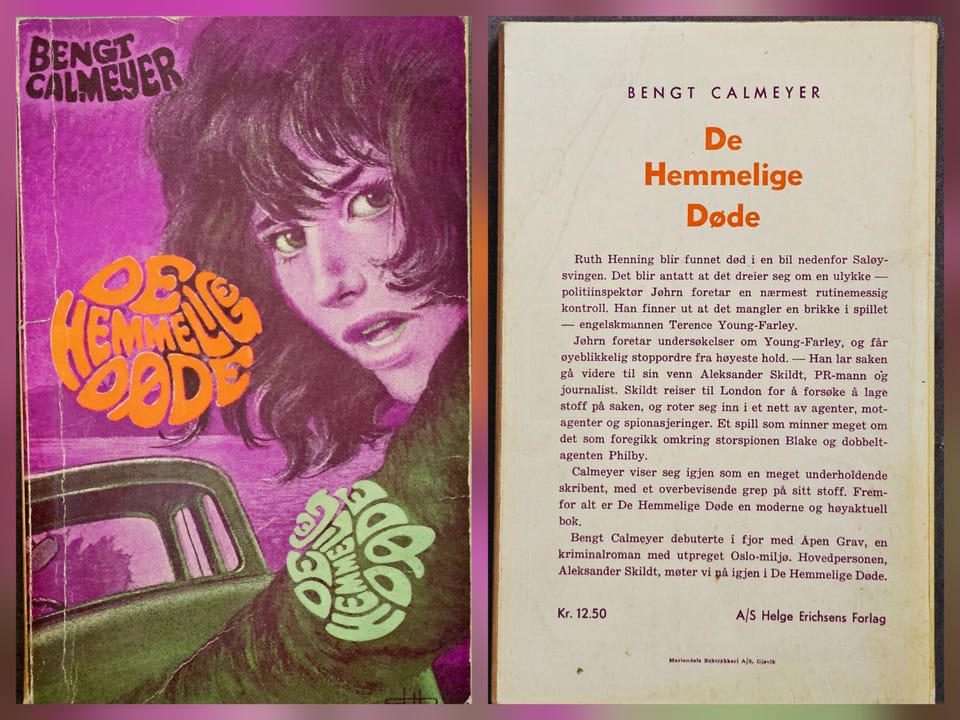 BENGT
CALMEYER
DE
HEMMELIGE
DØDE
DE
HEMMELIGE
DØDE
BENGT CALMEYER
De
Hemmelige
Døde
Ruth Henning blir funnet død i en bil nedenfor Saløy-
svingen. Det blir antatt at det dreier seg om en ulykke —
politiinspektør Jøhrn foretar en nærmest rutinemessig
kontroll. Han finner ut at det mangler en brikke i spillet
— engelskmannen Terence Young-Farley.
Jøhrn foretar undersøkelser om Young-Farley, og får
øyeblikkelig stoppordre fra høyeste hold. — Han lar saken
gå videre til sin venn Aleksander Skildt, PR-mann og
journalist. Skildt reiser til London for å forsøke å lage
stoff på saken, og roter seg inn i et nett av agenter, mot-
agenter og spionasjeringer. Et spill som minner meget om
det som foregikk omkring storspionen Blake og dobbelt-
agenten Philby.
Calmeyer viser seg igjen som en meget underholdende
skribent, med et overbevisende grep på sitt stoff. Frem-
for alt er De Hemmelige Døde en moderne og høyaktuell
bok.
Bengt Calmeyer debuterte i fjor med Åpen Grav, en
kriminalroman med utpreget Oslo-miljø. Hovedpersonen,
Aleksander Skildt, møter vi på igjen i De Hemmelige Døde.
Kr. 12.50
A/S Helge Erichsens Forlag
Mariendals Boktrykkeri A/S, Gjøvik